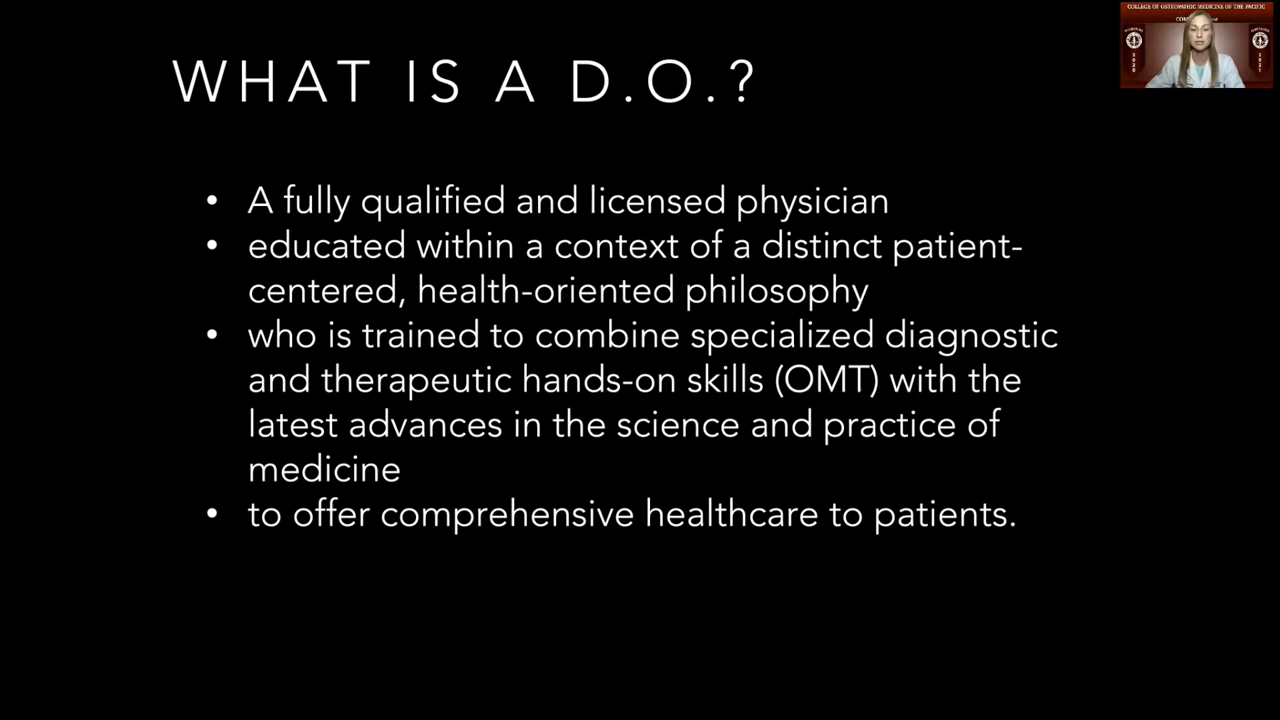 COLLEGE OF OSTEOPATHIC MEDICINE OF THE PACIFIC
WHAT IS A D.O.?
• A fully qualified and licensed physician
• educated within a context of a distinct patient-
centered, health-oriented philosophy
• who is trained to combine specialized diagnostic
and therapeutic hands-on skills (OMT) with the
latest advances in the science and practice of
medicine
• to offer comprehensive healthcare to patients.
2020
2021